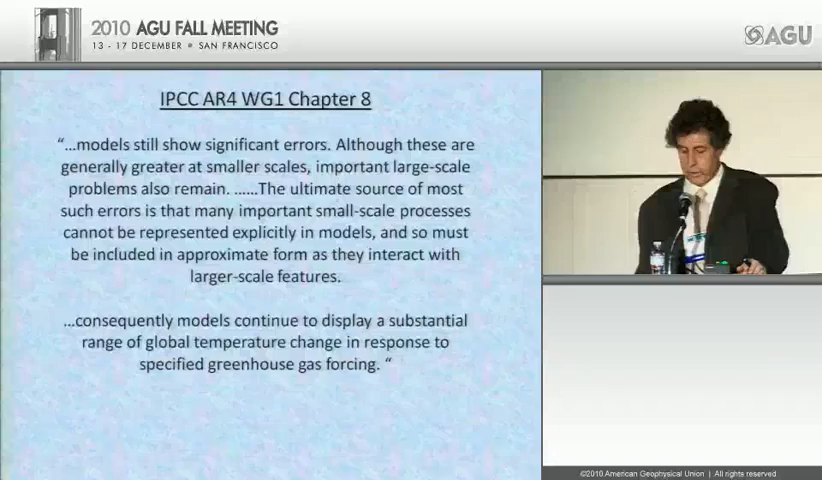 2010 AGU FALL MEETING
13 - 17 DECEMBER SAN FRANCISCO
AGU
IPCC AR4 WG1 Chapter 8
“ …models still show significant errors. Although these are
generally greater at smaller scales, important large-scale
problems also remain. ……The ultimate source of most
such errors is that many important small-scale processes
cannot be represented explicitly in models, and so must
be included in approximate form as they interact with
larger-scale features.
…consequently models continue to display a substantial
range of global temperature change in response to
specified greenhouse gas forcing. “
©2010 American Geophysical Union | All rights reserved